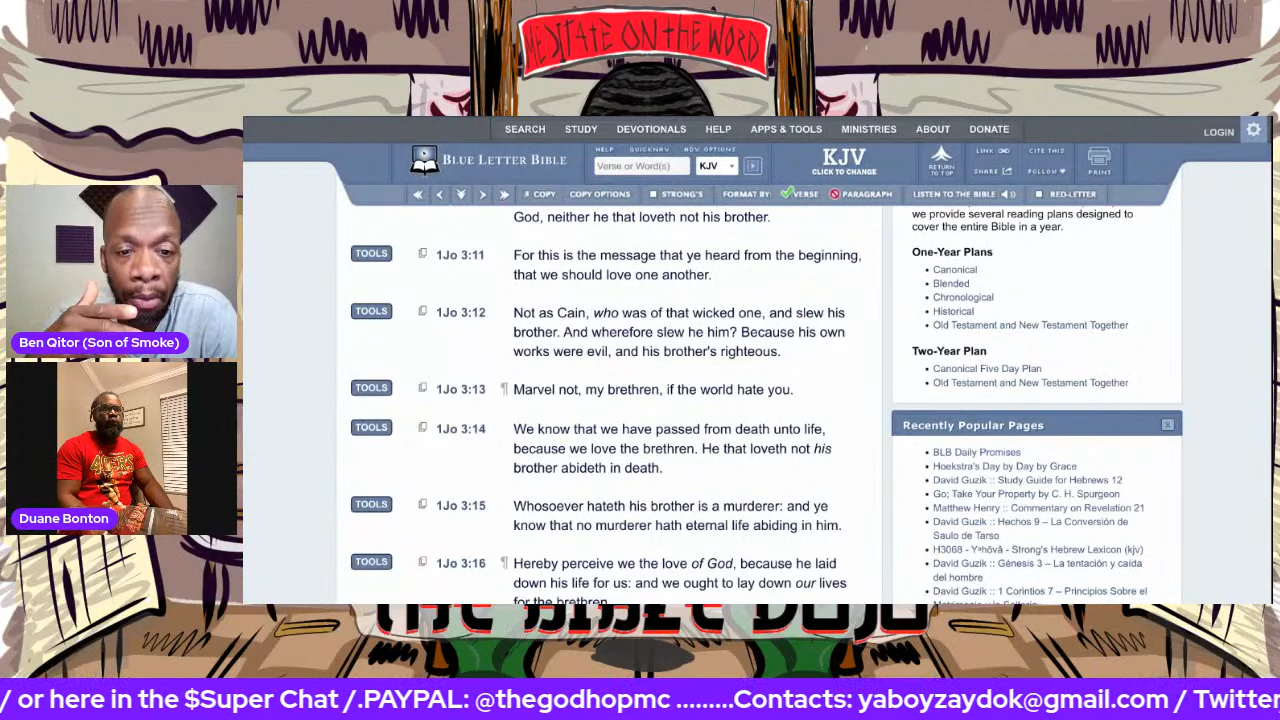 MEDITATE ON THE WORD
SEARCH STUDY DEVOTIONALS HELP APPS & TOOLS MINISTRIES ABOUT DONATE
LOGIN
BLUE LETTER BIBLE
HELP QUICKNAV ADV OPTIONS
Verse or Word(s) KJV
KJV
CLICK TO CHANGE
RETURN TO TOP
LINK
CITE THIS
SHARE
FOLLOW
PRINT
COPY COPY OPTIONS STRONG'S FORMAT BY: VERSE PARAGRAPH LISTEN TO THE BIBLE RED-LETTER
God, neither he that loveth not his brother.
TOOLS 1Jo 3:11 For this is the message that ye heard from the beginning,
that we should love one another.
TOOLS 1Jo 3:12 Not as Cain, who was of that wicked one, and slew his
brother. And wherefore slew he him? Because his own
works were evil, and his brother's righteous.
TOOLS 1Jo 3:13 ¶ Marvel not, my brethren, if the world hate you.
TOOLS 1Jo 3:14 We know that we have passed from death unto life,
because we love the brethren. He that loveth not his
brother abideth in death.
TOOLS 1Jo 3:15 Whosoever hateth his brother is a murderer: and ye
know that no murderer hath eternal life abiding in him.
TOOLS 1Jo 3:16 ¶ Hereby perceive we the love of God, because he laid
down his life for us: and we ought to lay down our lives
for the brethren.
we provide several reading plans designed to
cover the entire Bible in a year.
One-Year Plans
• Canonical
• Blended
• Chronological
• Historical
• Old Testament and New Testament Together
Two-Year Plan
• Canonical Five Day Plan
• Old Testament and New Testament Together
Recently Popular Pages
• BLB Daily Promises
• Hoekstra's Day by Day by Grace
• David Guzik :: Study Guide for Hebrews 12
• Go; Take Your Property by C. H. Spurgeon
• Matthew Henry :: Commentary on Revelation 21
• David Guzik :: Hechos 9 – La Conversión de
Saulo de Tarso
• H3068 - Yᵉhōvâ - Strong's Hebrew Lexicon (kjv)
• David Guzik :: Génesis 3 – La tentación y caída
del hombre
• David Guzik :: 1 Corintios 7 – Principios Sobre el
Ben Qitor (Son of Smoke)
49ERS
Duane Bonton
THE BIBLE DOJO
/ or here in the $Super Chat /.PAYPAL: @thegodhopmc .........Contacts: yaboyzaydok@gmail.com / Twitter